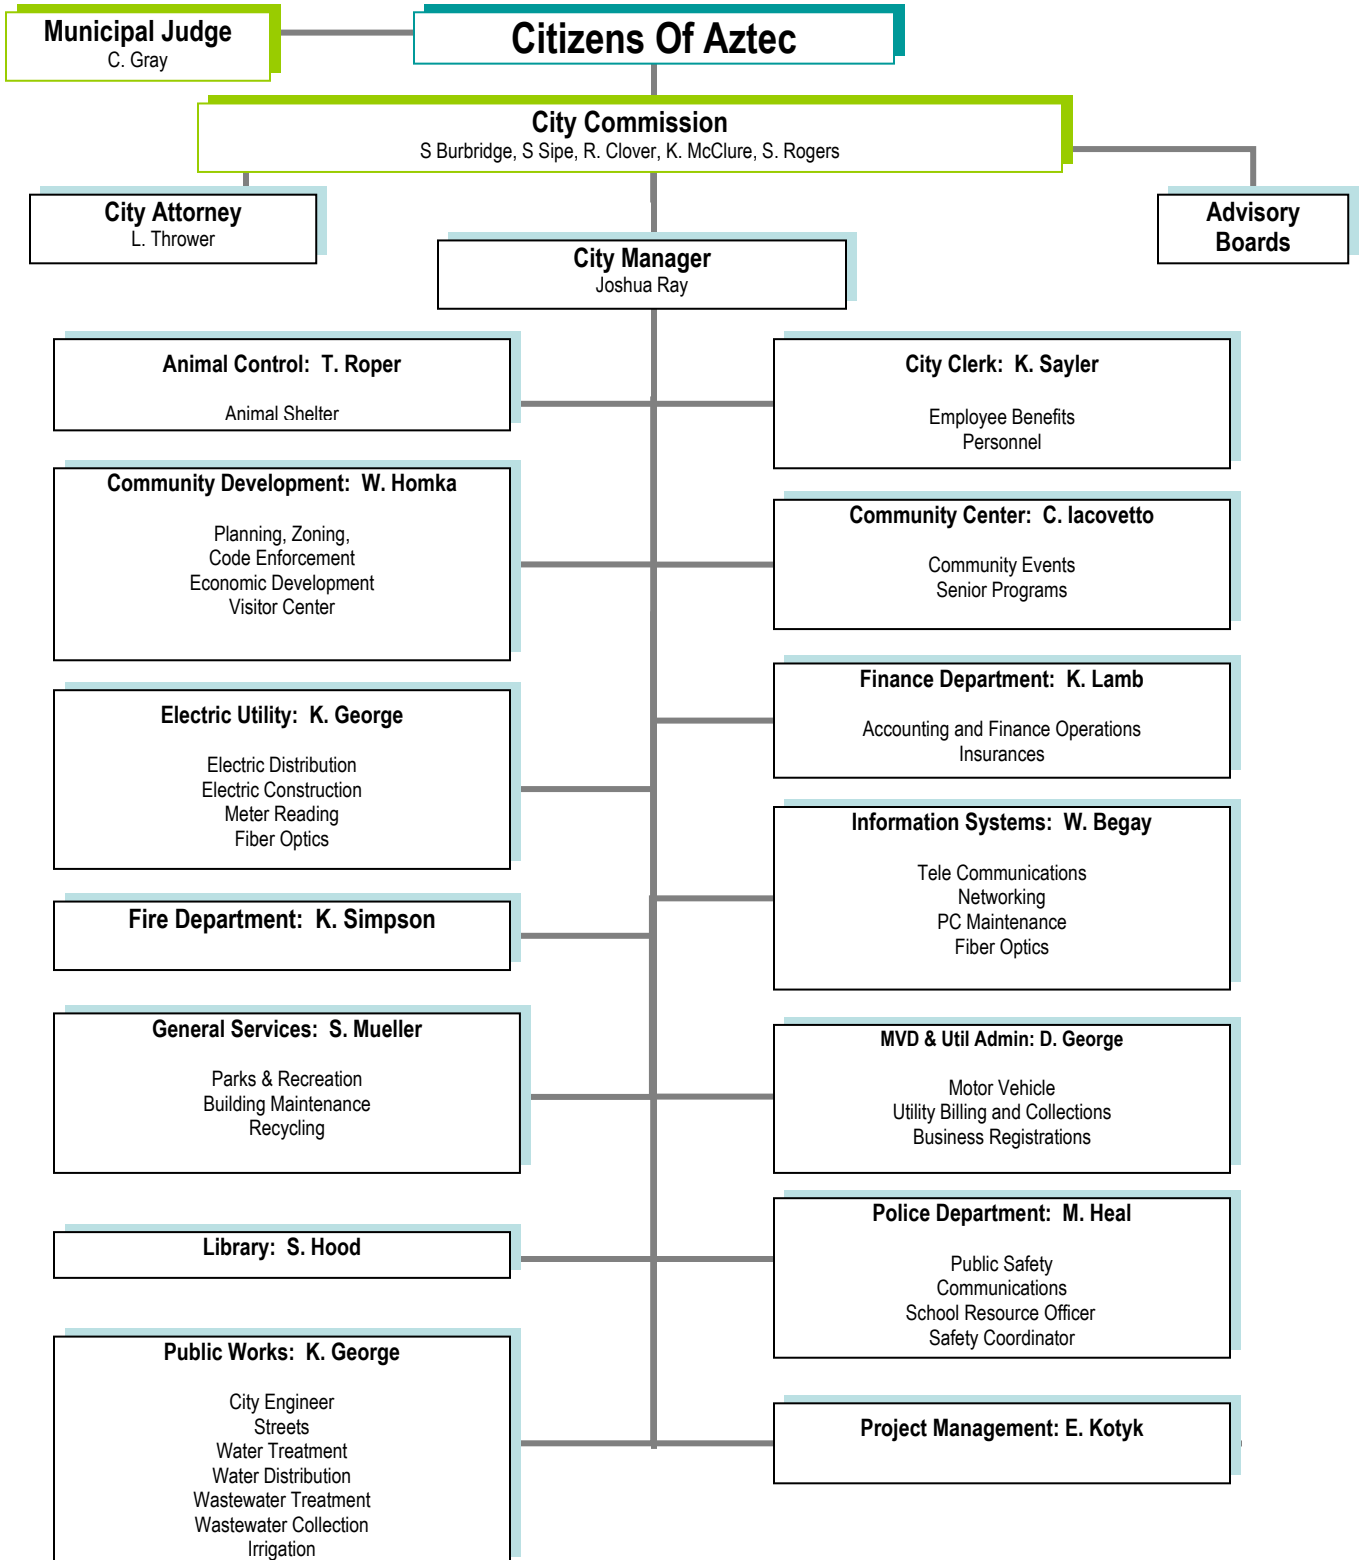 Municipal Judge
C. Gray
Citizens Of Aztec
City Commission
S Burbridge, S Sipe, R. Clover, K. McClure, S. Rogers
City Attorney
L. Thrower
City Manager
Joshua Ray
Advisory
Boards
Animal Control: T. Roper
Animal Shelter
City Clerk: K. Sayler
Employee Benefits
Personnel
Community Development: W. Homka
Planning, Zoning,
Code Enforcement
Economic Development
Visitor Center
Community Center: C. Iacovetto
Community Events
Senior Programs
Electric Utility: K. George
Electric Distribution
Electric Construction
Meter Reading
Fiber Optics
Finance Department: K. Lamb
Accounting and Finance Operations
Insurances
Information Systems: W. Begay
Tele Communications
Networking
PC Maintenance
Fiber Optics
Fire Department: K. Simpson
General Services: S. Mueller
Parks & Recreation
Building Maintenance
Recycling
MVD & Util Admin: D. George
Motor Vehicle
Utility Billing and Collections
Business Registrations
Library: S. Hood
Police Department: M. Heal
Public Safety
Communications
School Resource Officer
Safety Coordinator
Public Works: K. George
City Engineer
Streets
Water Treatment
Water Distribution
Wastewater Treatment
Wastewater Collection
Irrigation
Project Management: E. Kotyk